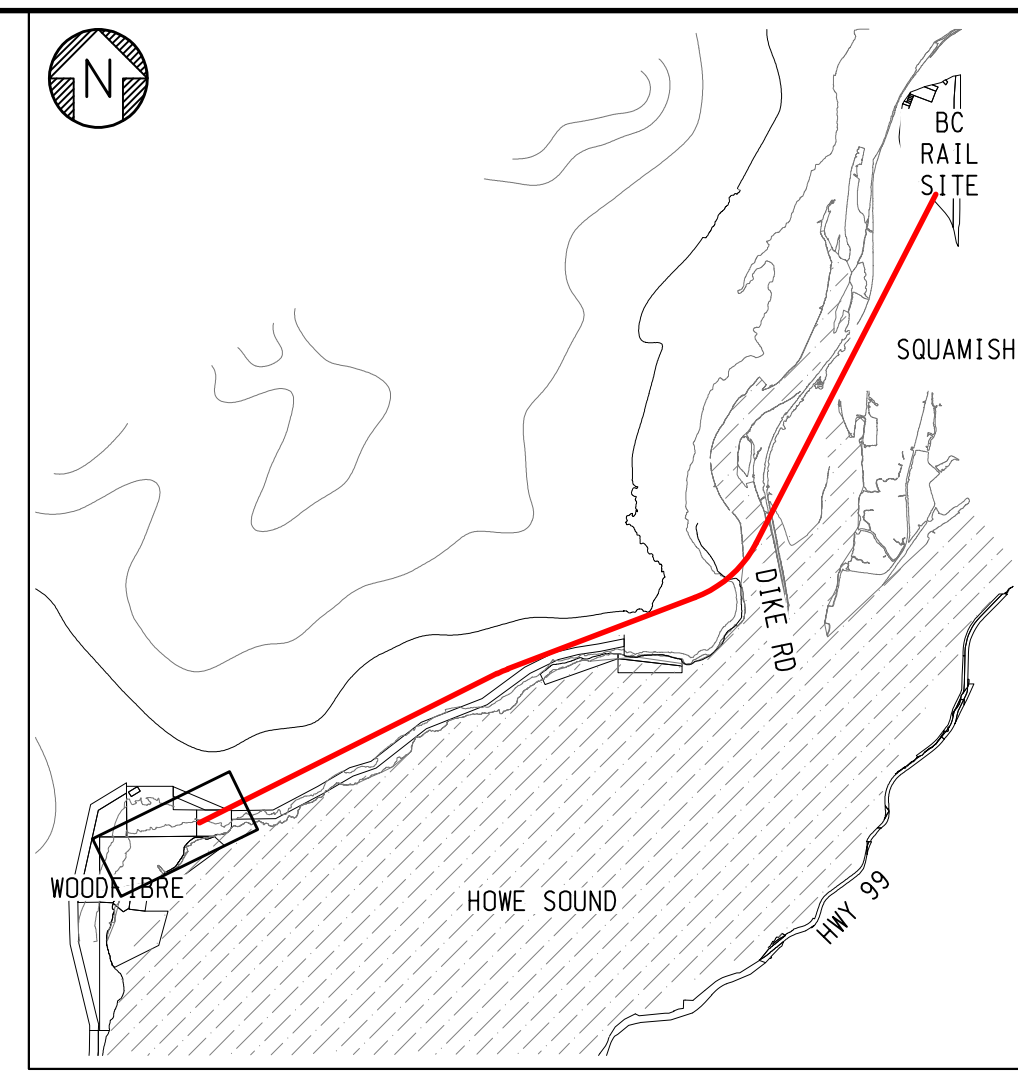 N
BC
RAIL
SITE
SQUAMISH
DIKE RD
WOODFIBRE
HOWE SOUND
HWY 99